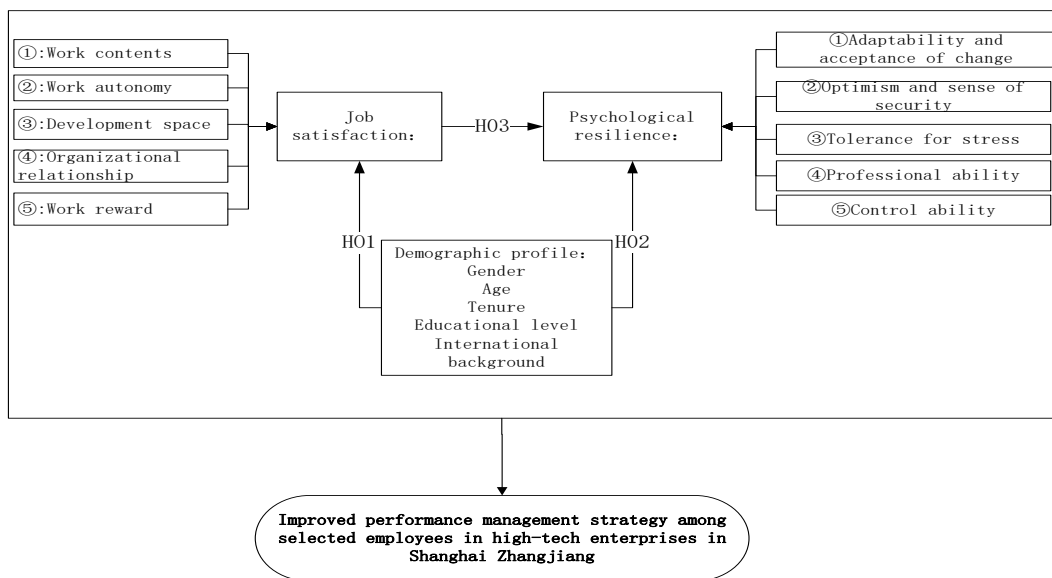 ①:Work contents
②:Work autonomy
③:Development space
④:Organizational
relationship
⑤:Work reward
Job
satisfaction:
HO3
Psychological
resilience:
①Adaptability and
acceptance of change
②Optimism and sense of
security
③Tolerance for stress
④Professional ability
⑤Control ability
HO1
HO2
Demographic profile:
Gender
Age
Tenure
Educational level
International
background
Improved performance management strategy among
selected employees in high-tech enterprises in
Shanghai Zhangjiang